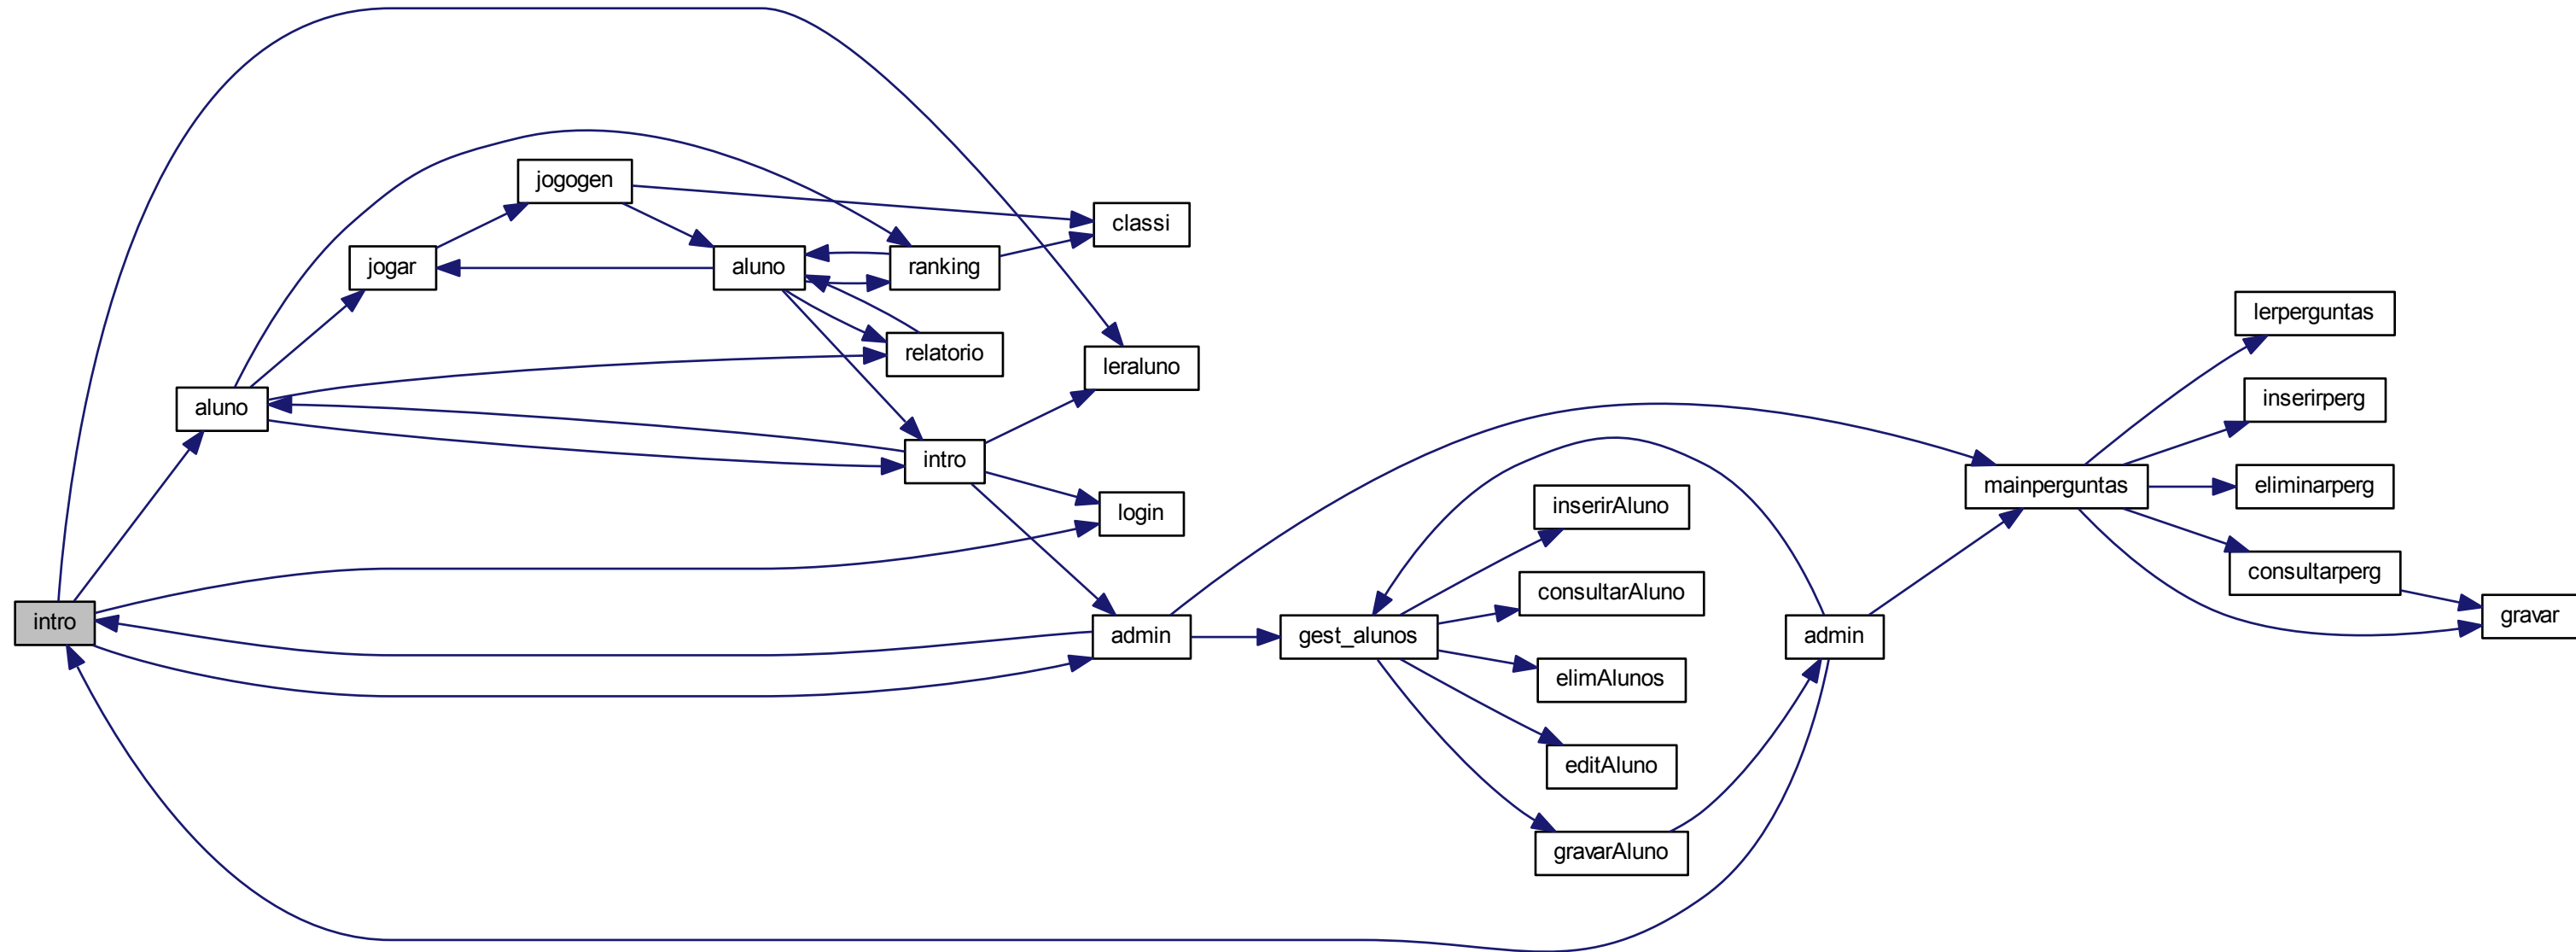 jogogen
classi
jogar
aluno
ranking
lerperguntas
relatorio
leraluno
inserirperg
aluno
intro
mainperguntas
eliminarperg
inserirAluno
login
consultarperg
consultarAluno
gravar
intro
admin
gest_alunos
admin
elimAlunos
editAluno
gravarAluno